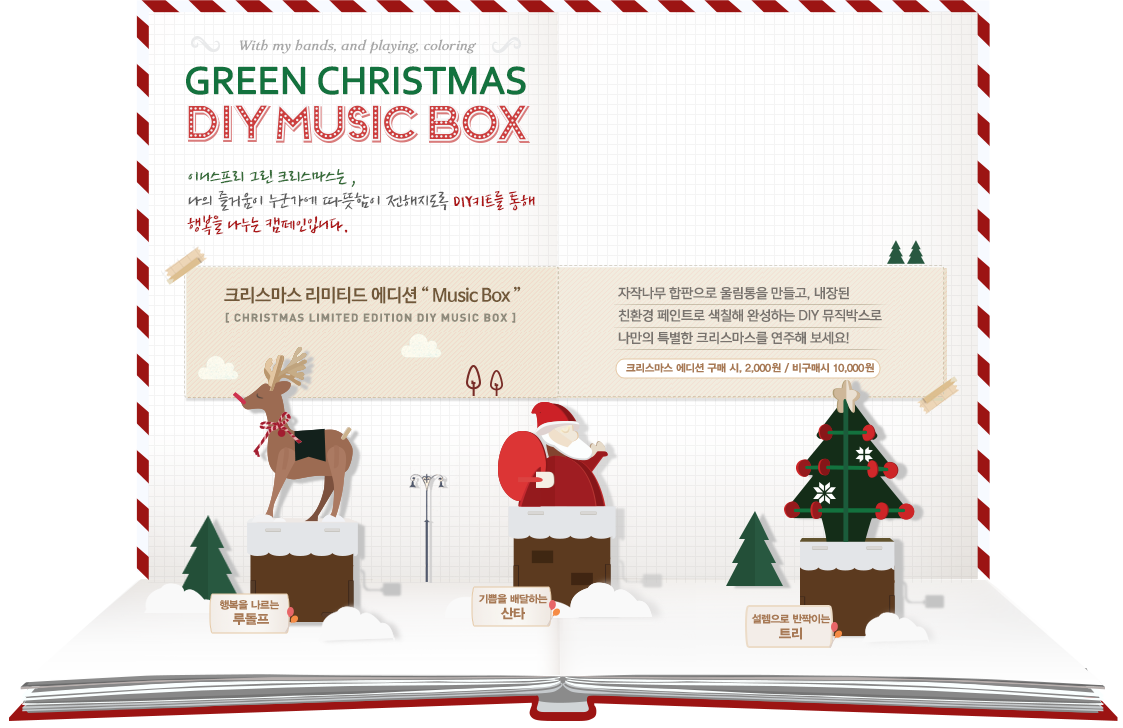 With my hands, and playing, coloring
GREEN CHRISTMAS
DIY MUSIC BOX
이니스프리 그린 크리스마스는,
나의 즐거움이 누군가에 따뜻함이 전해지도록 DIY키트를 통해
행복을 나누는 캠페인입니다.
크리스마스 리미티드 에디션 “ Music Box ”
[ CHRISTMAS LIMITED EDITION DIY MUSIC BOX ]
자작나무 합판으로 울림통을 만들고, 내장된
친환경 페인트로 색칠해 완성하는 DIY 뮤직박스로
나만의 특별한 크리스마스를 연주해 보세요!
크리스마스 에디션 구매 시, 2,000원 / 비구매시 10,000원
행복을 나르는
루돌프
기쁨을 배달하는
산타
설렘으로 반짝이는
트리